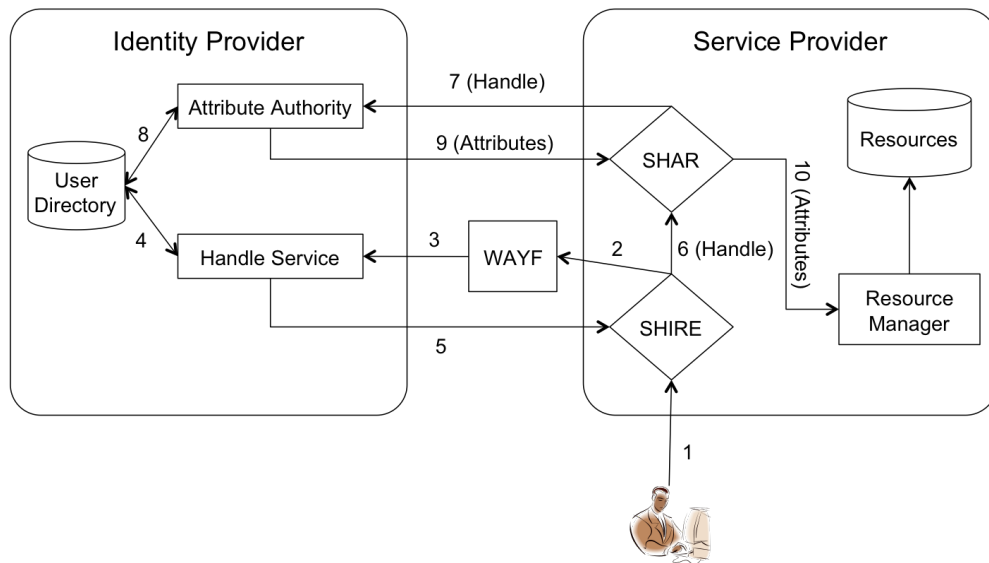 Identity Provider
Service Provider
7 (Handle)
Attribute Authority
8
9 (Attributes)
SHAR
Resources
10 (Attributes)
User
Directory
4
Handle Service
3
WAYF
2
6 (Handle)
Resource
Manager
SHIRE
5
1